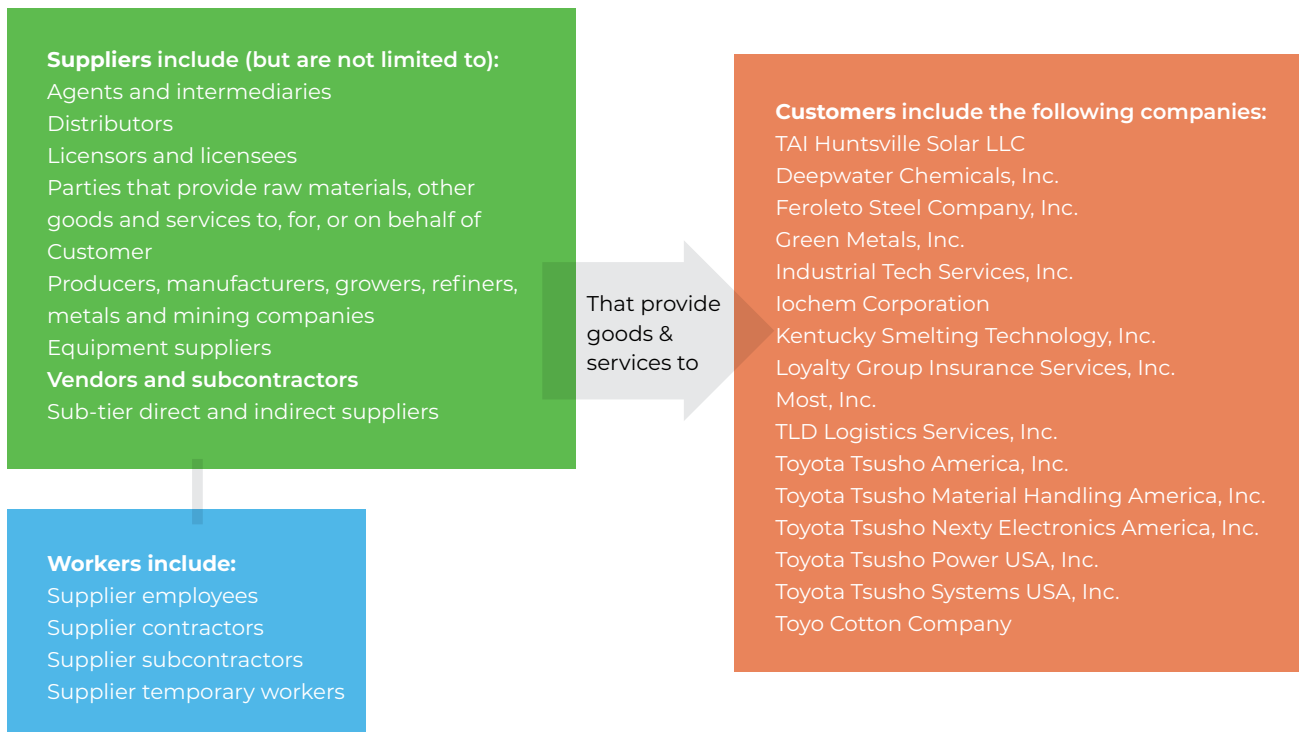 Suppliers include (but are not limited to):
Agents and intermediaries
Distributors
Licensors and licensees
Parties that provide raw materials, other
goods and services to, for, or on behalf of
Customer
Producers, manufacturers, growers, refiners,
metals and mining companies
Equipment suppliers
Vendors and subcontractors
Sub-tier direct and indirect suppliers
Workers include:
Supplier employees
Supplier contractors
Supplier subcontractors
Supplier temporary workers
That provide
goods &
services to
Customers include the following companies:
TAI Huntsville Solar LLC
Deepwater Chemicals, Inc.
Feroleto Steel Company, Inc.
Green Metals, Inc.
Industrial Tech Services, Inc.
Iochem Corporation
Kentucky Smelting Technology, Inc.
Loyalty Group Insurance Services, Inc.
Most, Inc.
TLD Logistics Services, Inc.
Toyota Tsusho America, Inc.
Toyota Tsusho Material Handling America, Inc.
Toyota Tsusho Nexty Electronics America, Inc.
Toyota Tsusho Power USA, Inc.
Toyota Tsusho Systems USA, Inc.
Toyo Cotton Company